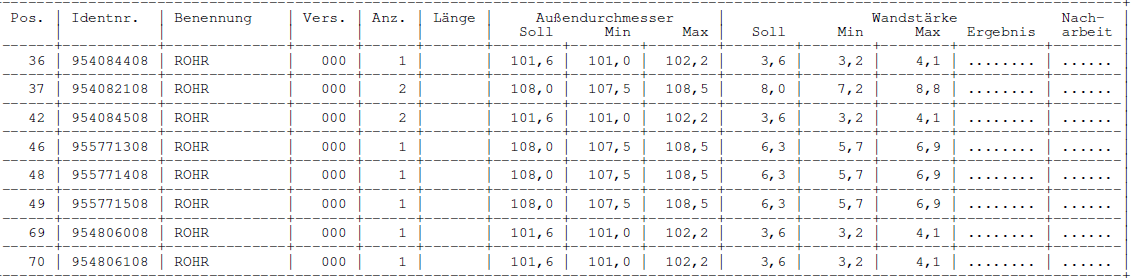 Pos. | Identnr. | Benennung | Vers. | Anz. | Länge | Außendurchmesser | Wandstärke Nach-
Soll Min Max | Soll Min Max Ergebnis arbeit
36 | 954084408 | ROHR | 000 | 1 | | 101,6 | 101,0 | 102,2 | 3,6 | 3,2 | 4,1 | ........ | ......
37 | 954082108 | ROHR | 000 | 2 | | 108,0 | 107,5 | 108,5 | 8,0 | 7,2 | 8,8 | ........ | ......
42 | 954084508 | ROHR | 000 | 2 | | 101,6 | 101,0 | 102,2 | 3,6 | 3,2 | 4,1 | ........ | ......
46 | 955771308 | ROHR | 000 | 1 | | 108,0 | 107,5 | 108,5 | 6,3 | 5,7 | 6,9 | ........ | ......
48 | 955771408 | ROHR | 000 | 1 | | 108,0 | 107,5 | 108,5 | 6,3 | 5,7 | 6,9 | ........ | ......
49 | 955771508 | ROHR | 000 | 1 | | 108,0 | 107,5 | 108,5 | 6,3 | 5,7 | 6,9 | ........ | ......
69 | 954806008 | ROHR | 000 | 1 | | 101,6 | 101,0 | 102,2 | 3,6 | 3,2 | 4,1 | ........ | ......
70 | 954806108 | ROHR | 000 | 1 | | 101,6 | 101,0 | 102,2 | 3,6 | 3,2 | 4,1 | ........ | ......